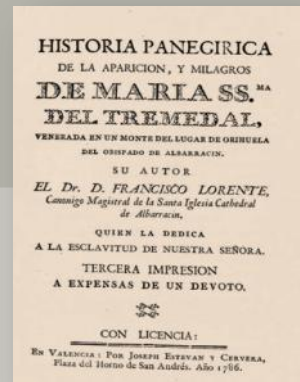 HISTORIA PANEGIRICA
DE LA APARICION, Y MILAGROS
DE MARIA SS.MA
DEL TREMEDAL,
VENERADA EN UN MONTE DEL LUGAR DE ORIHUELA
DEL OBISPADO DE ALBARRACIN.
SU AUTOR
EL Dr. D. FRANCISCO LORENTE,
Canonigo Magistral de la Santa Iglesia Cathedral
de Albarracin.
QUIEN LA DEDICA
A LA ESCLAVITUD DE NUESTRA SEÑORA.
TERCERA IMPRESION
A EXPENSAS DE UN DEVOTO.
CON LICENCIA:
EN VALENCIA: POR JOSEPH ESTEVAN Y CERVERA,
Plaza del Horno de San Andrés. Año 1786.